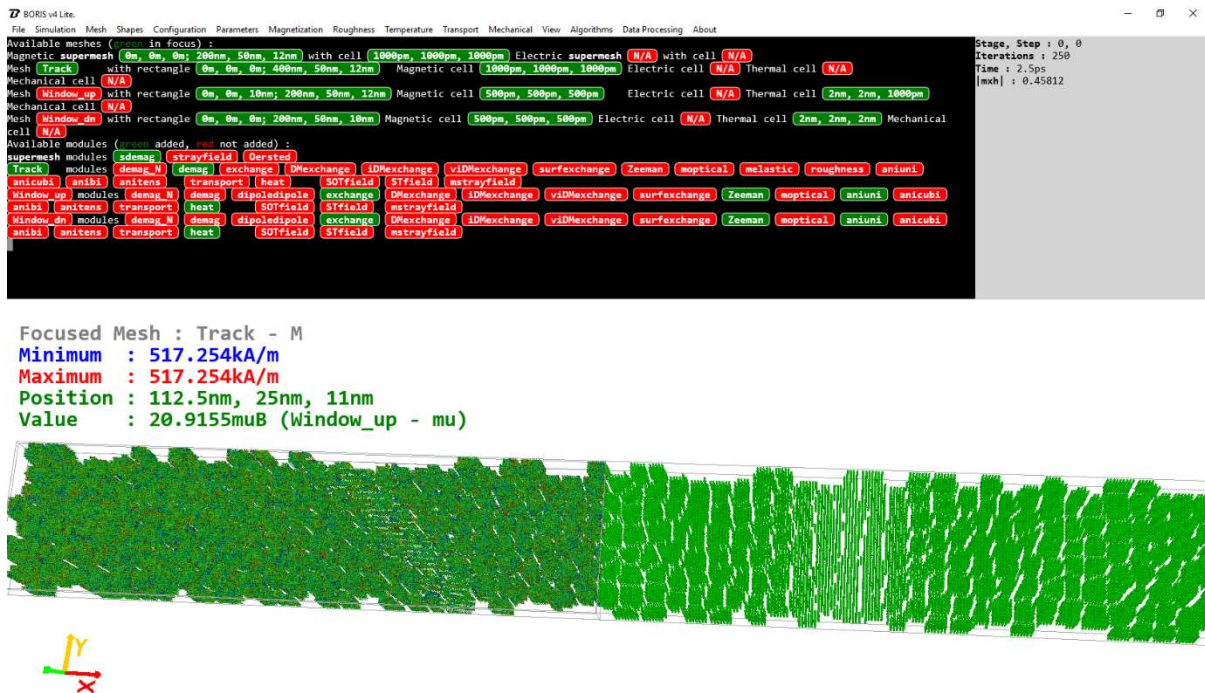 BORIS v4 Lite.
File Simulation Mesh Shapes Configuration Parameters Magnetization Roughness Temperature Transport Mechanical View Algorithms Data Processing About
Available meshes (green in focus) :
Magnetic supermesh 0m, 0m, 0m; 200nm, 50nm, 12nm with cell 1000pm, 1000pm, 1000pm Electric supermesh N/A with cell N/A
Mesh Track with rectangle 0m, 0m, 0m; 400nm, 50nm, 12nm Magnetic cell 1000pm, 1000pm, 1000pm Electric cell N/A Thermal cell N/A
Mechanical cell N/A
Mesh Window_up with rectangle 0m, 0m, 10nm; 200nm, 50nm, 12nm Magnetic cell 500pm, 500pm, 500pm Electric cell N/A Thermal cell 2nm, 2nm, 1000pm
Mechanical cell N/A
Mesh Window_dn with rectangle 0m, 0m, 0m; 200nm, 50nm, 10nm Magnetic cell 500pm, 500pm, 500pm Electric cell N/A Thermal cell 2nm, 2nm, 2nm Mechanical
cell N/A
Available modules (green added, red not added) :
supermesh modules sdemag strayfield Oersted
Track modules demag_N demag exchange DMexchange iDMexchange viDMexchange surfexchange Zeeman moptical melastic roughness aniuni
anicubi anibi anitens transport heat SOTfield STfield mstrayfield
Window_up modules demag_N demag dipoledipole exchange DMexchange iDMexchange viDMexchange surfexchange Zeeman moptical aniuni anicubi
anibi anitens transport heat SOTfield STfield mstrayfield
Window_dn modules demag_N demag dipoledipole exchange DMexchange iDMexchange viDMexchange surfexchange Zeeman moptical aniuni anicubi
anibi anitens transport heat SOTfield STfield mstrayfield
Stage, Step : 0, 0
Iterations : 250
Time : 2.5ps
|mxh| : 0.45812
Focused Mesh : Track - M
Minimum : 517.254kA/m
Maximum : 517.254kA/m
Position : 112.5nm, 25nm, 11nm
Value : 20.9155muB (Window_up - mu)
Y
X